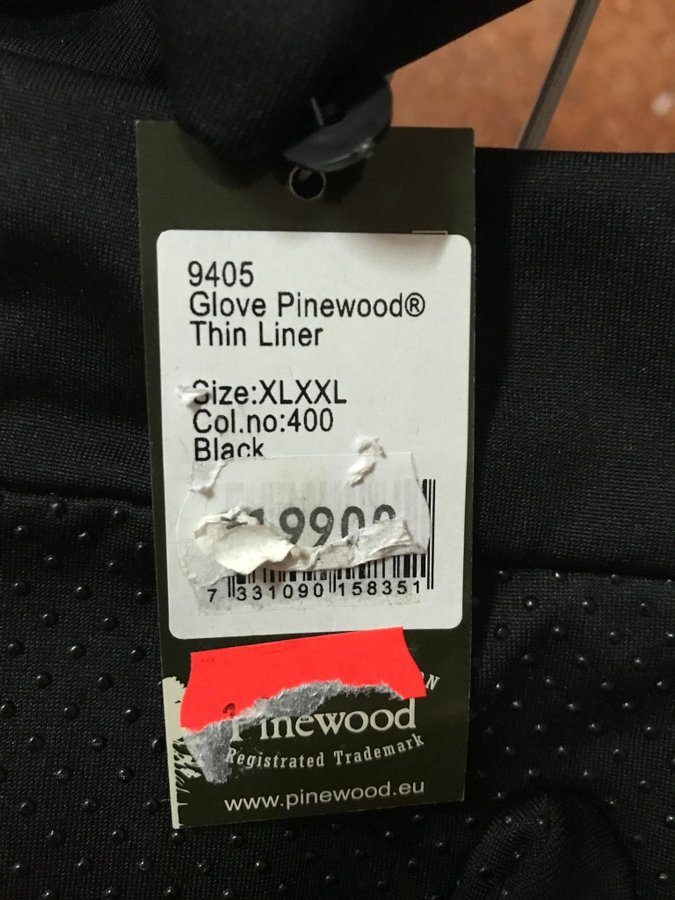 9405
Glove Pinewood®
Thin Liner
Size:XLXXL
Col.no:400
Black
7 331090 158351
Pinewood
Registrated Trademark
www.pinewood.eu